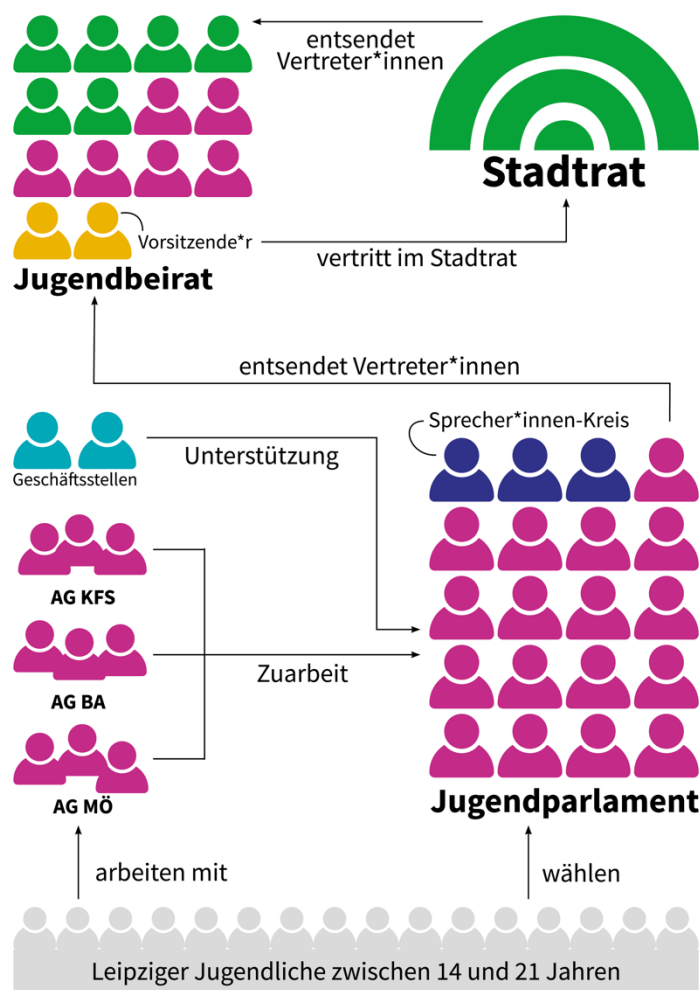 entsendet
Vertreter*innen
Stadtrat
Vorsitzende*r
vertritt im Stadtrat
Jugendbeirat
entsendet Vertreter*innen
Sprecher*innen-Kreis
Unterstützung
Geschäftsstellen
AG KFS
Zuarbeit
AG BA
AG MÖ
Jugendparlament
arbeiten mit
wählen
Leipziger Jugendliche zwischen 14 und 21 Jahren